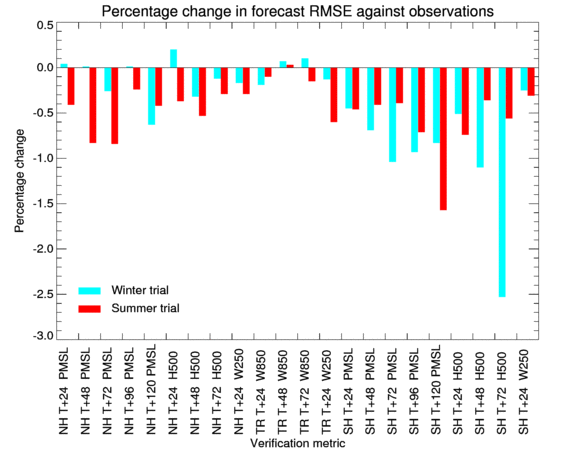 Percentage change in forecast RMSE against observations
0.5
0.0
-0.5
-1.0
-1.5
-2.0
-2.5
-3.0
Percentage change
Winter trial
Summer trial
NH T+24 PMSL
NH T+48 PMSL
NH T+72 PMSL
NH T+96 PMSL
NH T+120 PMSL
NH T+24 H500
NH T+48 H500
NH T+72 H500
NH T+24 W250
TR T+24 W850
TR T+48 W850
TR T+72 W850
TR T+24 W250
SH T+24 PMSL
SH T+48 PMSL
SH T+72 PMSL
SH T+96 PMSL
SH T+120 PMSL
SH T+24 H500
SH T+48 H500
SH T+72 H500
SH T+24 W250
Verification metric